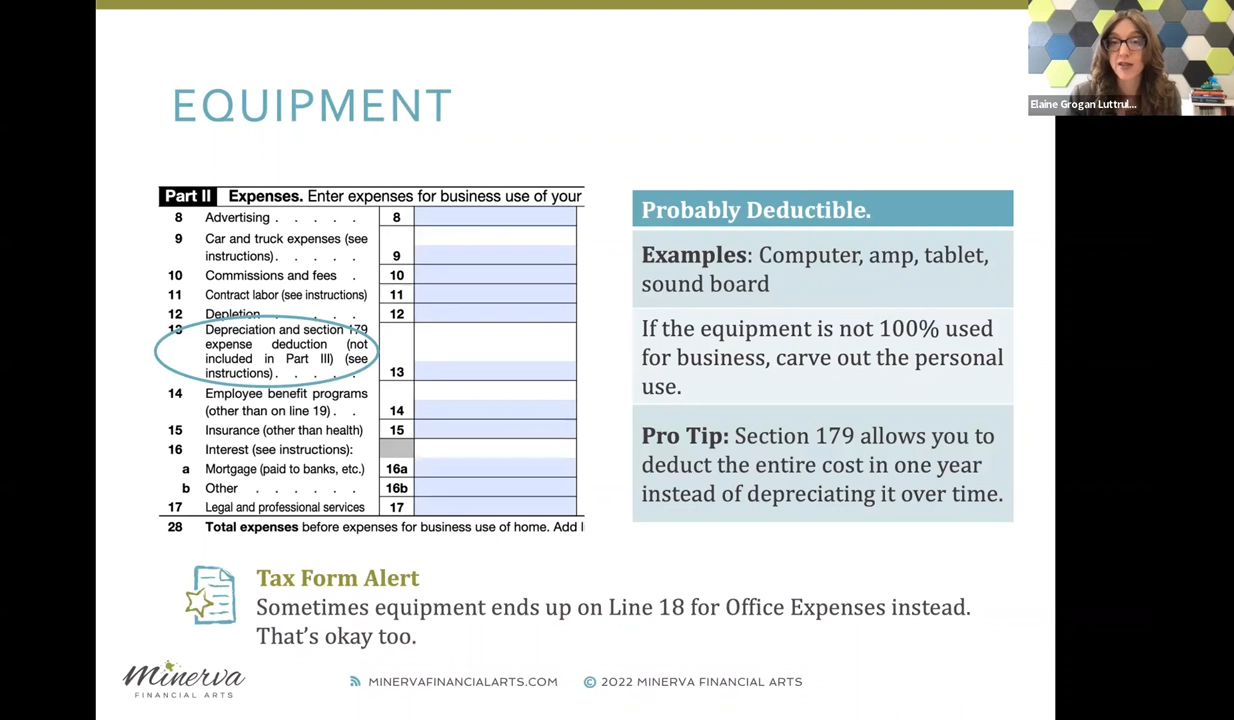 Elaine Grogan Luttrul...
EQUIPMENT
Part II Expenses. Enter expenses for business use of your
8 Advertising . . . . . 8
9 Car and truck expenses (see
instructions). . . . . 9
10 Commissions and fees . 10
11 Contract labor (see instructions) 11
12 Depletion . . . . . 12
13 Depreciation and section 179
expense deduction (not
included in Part III) (see
instructions). . . . . 13
14 Employee benefit programs
(other than on line 19) . . 14
15 Insurance (other than health) 15
16 Interest (see instructions):
a Mortgage (paid to banks, etc.) 16a
b Other . . . . . . 16b
17 Legal and professional services 17
28 Total expenses before expenses for business use of home. Add l
Probably Deductible.
Examples: Computer, amp, tablet,
sound board
If the equipment is not 100% used
for business, carve out the personal
use.
Pro Tip: Section 179 allows you to
deduct the entire cost in one year
instead of depreciating it over time.
Tax Form Alert
Sometimes equipment ends up on Line 18 for Office Expenses instead.
That's okay too.
Minerva
FINANCIAL ARTS
MINERVAFINANCIALARTS.COM © 2022 MINERVA FINANCIAL ARTS